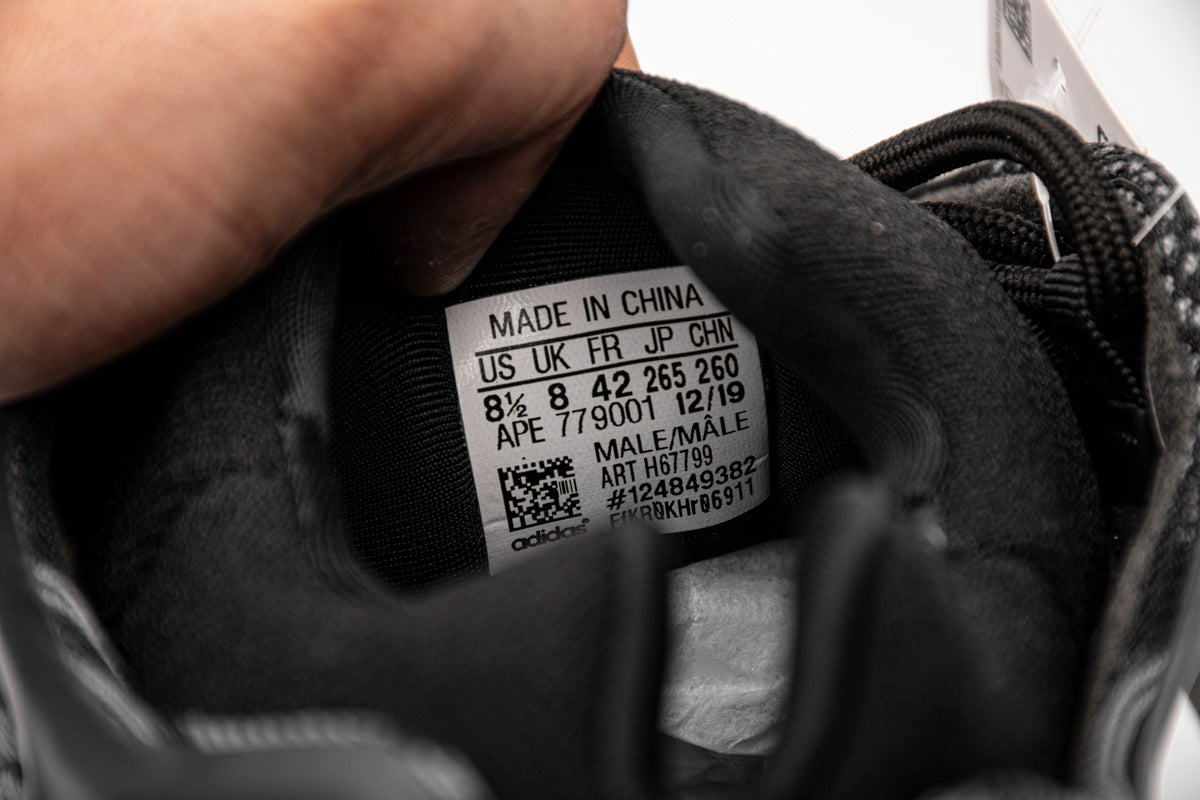 MADE IN CHINA
US UK FR JP CHN
8½ 8 42 265 260
APE 779001 12/19
MALE/MÂLE
ART H67799
#124849382
EfKR0KHr06911
adidas®